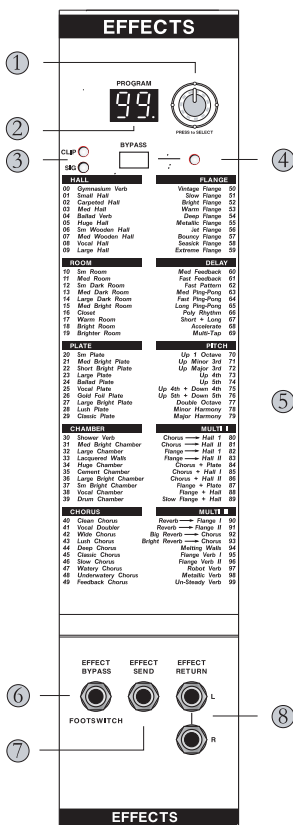 EFFECTS
1
PROGRAM
99.
PRESS to SELECT
2
BYPASS
CLIP
3
SIG
4
HALL
00 Gymnasium Verb
01 Small Hall
02 Carpeted Hall
03 Med Hall
04 Ballad Verb
05 Huge Hall
06 Sm Wooden Hall
07 Med Wooden Hall
08 Vocal Hall
09 Large Hall
FLANGE
Vintage Flange 50
Slow Flange 51
Bright Flange 52
Warm Flange 53
Deep Flange 54
Metallic Flange 55
Jet Flange 56
Bouncy Flange 57
Seasick Flange 58
Extreme Flange 59
ROOM
10 Sm Room
11 Med Room
12 Sm Dark Room
13 Med Dark Room
14 Large Dark Room
15 Med Bright Room
16 Closet
17 Warm Room
18 Bright Room
19 Brighter Room
DELAY
Med Feedback 60
Fast Feedback 61
Fast Pattern 62
Med Ping-Pong 63
Fast Ping-Pong 64
Long Ping-Pong 65
Poly Rhythm 66
Short + Long 67
Accelerate 68
Multi-Tap 69
PLATE
20 Sm Plate
21 Med Bright Plate
22 Short Bright Plate
23 Large Plate
24 Ballad Plate
25 Vocal Plate
26 Gold Foil Plate
27 Large Bright Plate
28 Lush Plate
29 Classic Plate
PITCH
Up 1 Octave 70
Up Minor 3rd 71
Up Major 3rd 72
Up 4th 73
Up 5th 74
Up 4th + Down 4th 75
Up 5th + Down 5th 76
Double Octave 77
Minor Harmony 78
Major Harmony 79
5
CHAMBER
30 Shower Verb
31 Med Bright Chamber
32 Large Chamber
33 Lacquered Walls
34 Huge Chamber
35 Cement Chamber
36 Large Bright Chamber
37 Sm Bright Chamber
38 Vocal Chamber
39 Drum Chamber
MULTI I
Chorus → Hall 1 80
Chorus → Hall II 81
Flange → Hall 1 82
Flange → Hall II 83
Chorus + Plate 84
Chorus + Hall I 85
Chorus + Hall II 86
Flange + Plate 87
Flange + Hall 88
Slow Flange + Hall 89
CHORUS
40 Clean Chorus
41 Vocal Doubler
42 Wide Chorus
43 Lush Chorus
44 Deep Chorus
45 Classic Chorus
46 Slow Chorus
47 Watery Chorus
48 Underwatery Chorus
49 Feedback Chorus
MULTI II
Reverb → Flange I 90
Reverb → Flange II 91
Big Reverb → Chorus 92
Bright Reverb → Chorus 93
Melting Walls 94
Flange Verb I 95
Flange Verb II 96
Robot Verb 97
Metallic Verb 98
Un-Steady Verb 99
EFFECT BYPASS
EFFECT SEND
EFFECT RETURN
6
L
FOOTSWITCH
7
8
R
EFFECTS